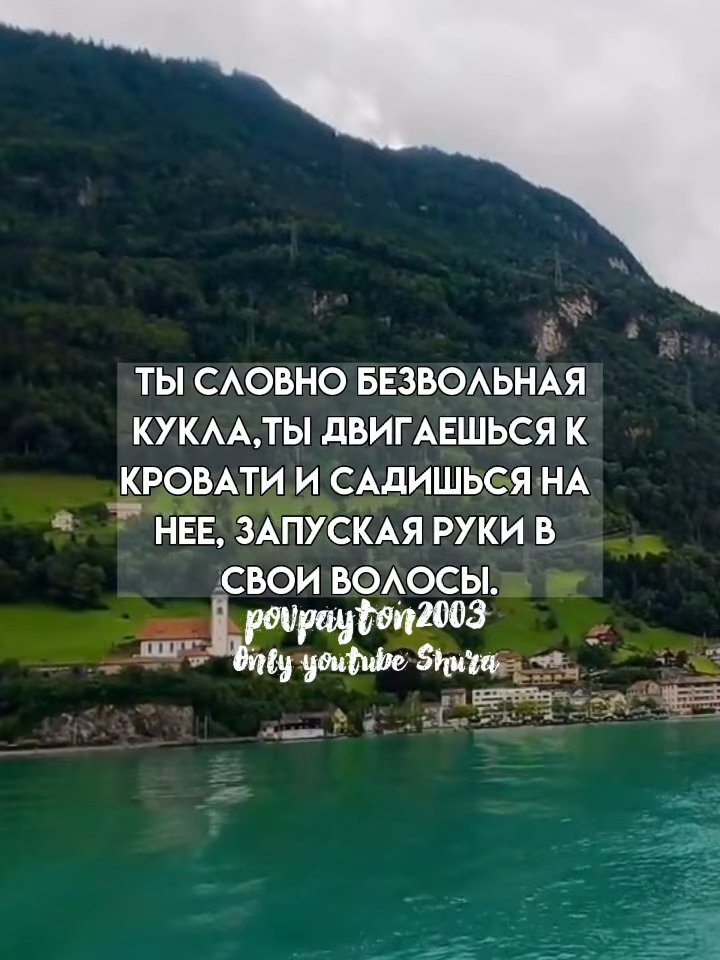 ТЫ СЛОВНО БЕЗВОЛЬНАЯ
КУКЛА,ТЫ ДВИГАЕШЬСЯ К
КРОВАТИ И САДИШЬСЯ НА
НЕЕ, ЗАПУСКАЯ РУКИ В
СВОИ ВОЛОСЫ.
povpayton2003
Only youtube Shura